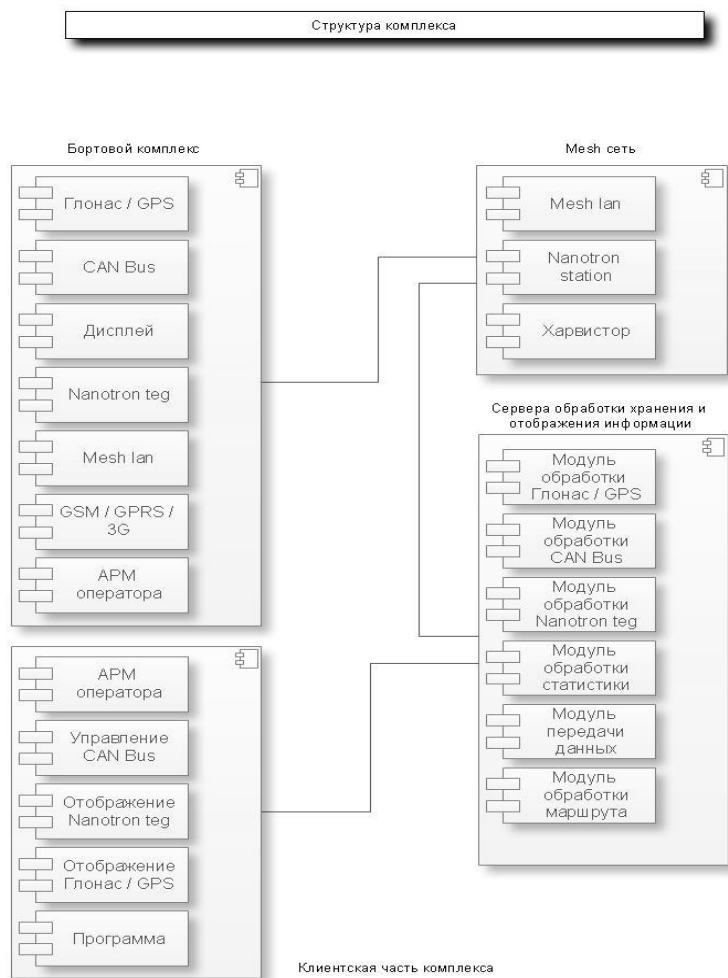 Структура комплекса
Бортовой комплекс
Глонас / GPS
CAN Bus
Дисплей
Nanotron teg
Mesh lan
GSM / GPRS /
3G
АРМ
оператора
Mesh сеть
Mesh lan
Nanotron
station
Харвистор
Сервера обработки хранения и
отображения информации
Модуль
обработки
Глонас / GPS
Модуль
обработки
CAN Bus
Модуль
обработки
Nanotron teg
Модуль
обработки
статистики
Модуль
передачи
данных
Модуль
обработки
маршрута
АРМ
оператора
Управление
CAN Bus
Отображение
Nanotron teg
Отображение
Глонас / GPS
Программа
Клиентская часть комплекса